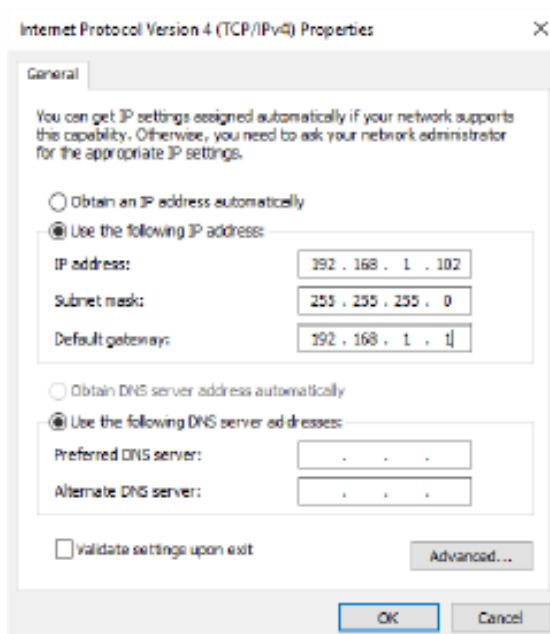 Internet Protocol Version 4 (TCP/IPv4) Properties
General
You can get IP settings assigned automatically if your network supports
this capability. Otherwise, you need to ask your network administrator
for the appropriate IP settings.
Obtain an IP address automatically
Use the following IP address:
IP address: 192 . 168 . 1 . 102
Subnet mask: 255 . 255 . 255 . 0
Default gateway: 192 . 168 . 1 . 1
Obtain DNS server address automatically
Use the following DNS server addresses:
Preferred DNS server: . . .
Alternate DNS server: . . .
Validate settings upon exit
Advanced...
OK Cancel